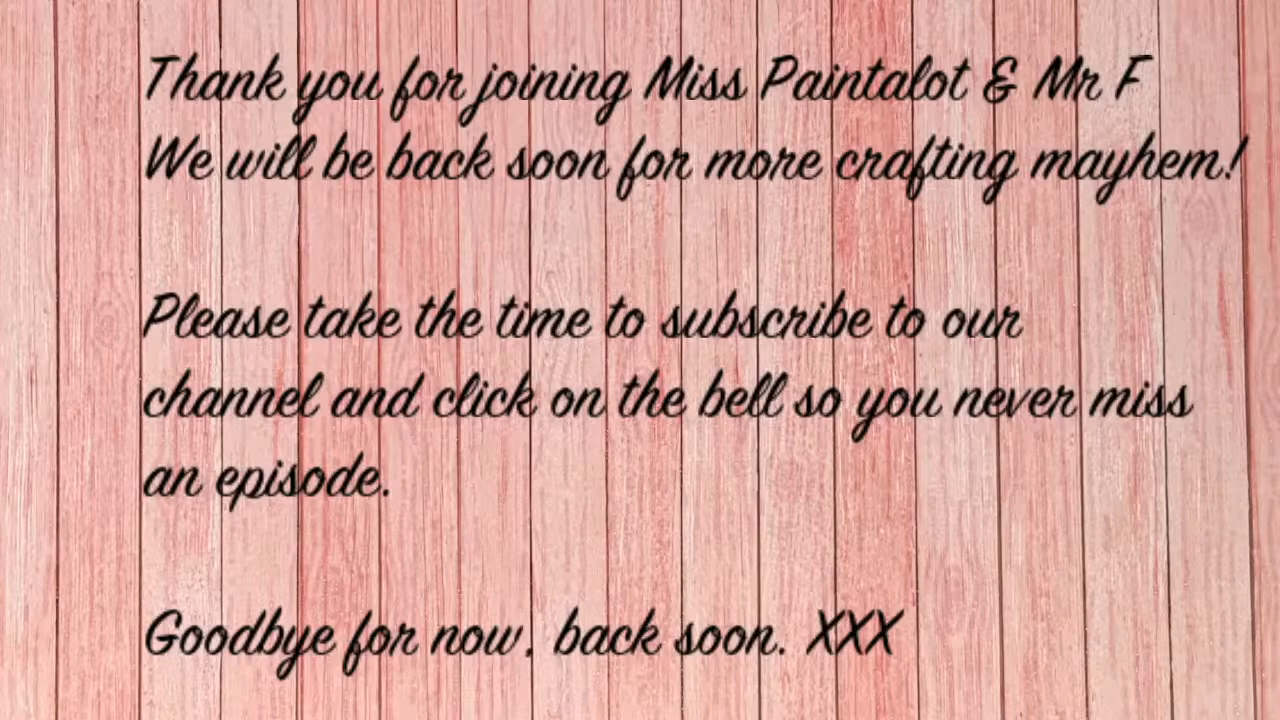 Thank you for joining Miss Paintalot & Mr F
We will be back soon for more crafting mayhem!
Please take the time to subscribe to our
channel and click on the bell so you never miss
an episode.
Goodbye for now, back soon. XXX